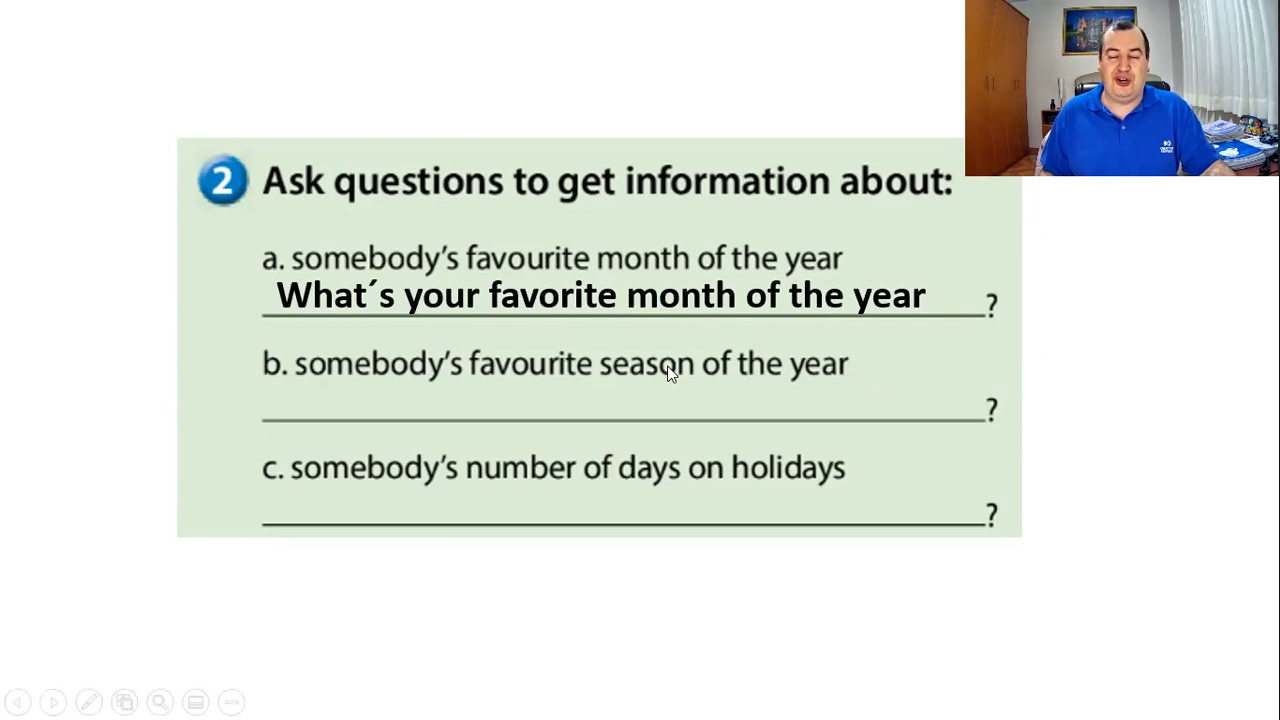 2 Ask questions to get information about:
a. somebody's favourite month of the year
What´s your favorite month of the year ?
b. somebody's favourite season of the year
?
c. somebody's number of days on holidays
?